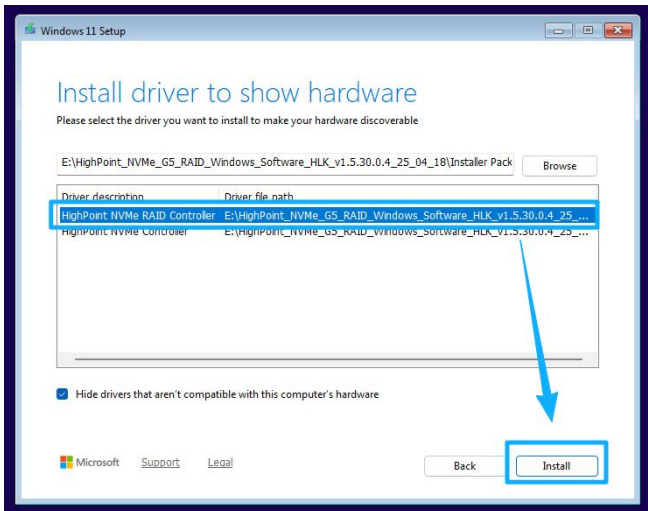 Windows 11 Setup
Install driver to show hardware
Please select the driver you want to install to make your hardware discoverable
E:\HighPoint_NVMe_G5_RAID_Windows_Software_HLK_v1.5.30.0.4_25_04_18\Installer Pack Browse
Driver description Driver file path
HighPoint NVMe RAID Controller E:\HighPoint_NVMe_G5_RAID_Windows_Software_HLK_v1.5.30.0.4_25_...
HighPoint NVMe Controller E:\HighPoint_NVMe_G5_RAID_Windows_Software_HLK_v1.5.30.0.4_25_...
Hide drivers that aren't compatible with this computer's hardware
Microsoft Support Legal Back Install